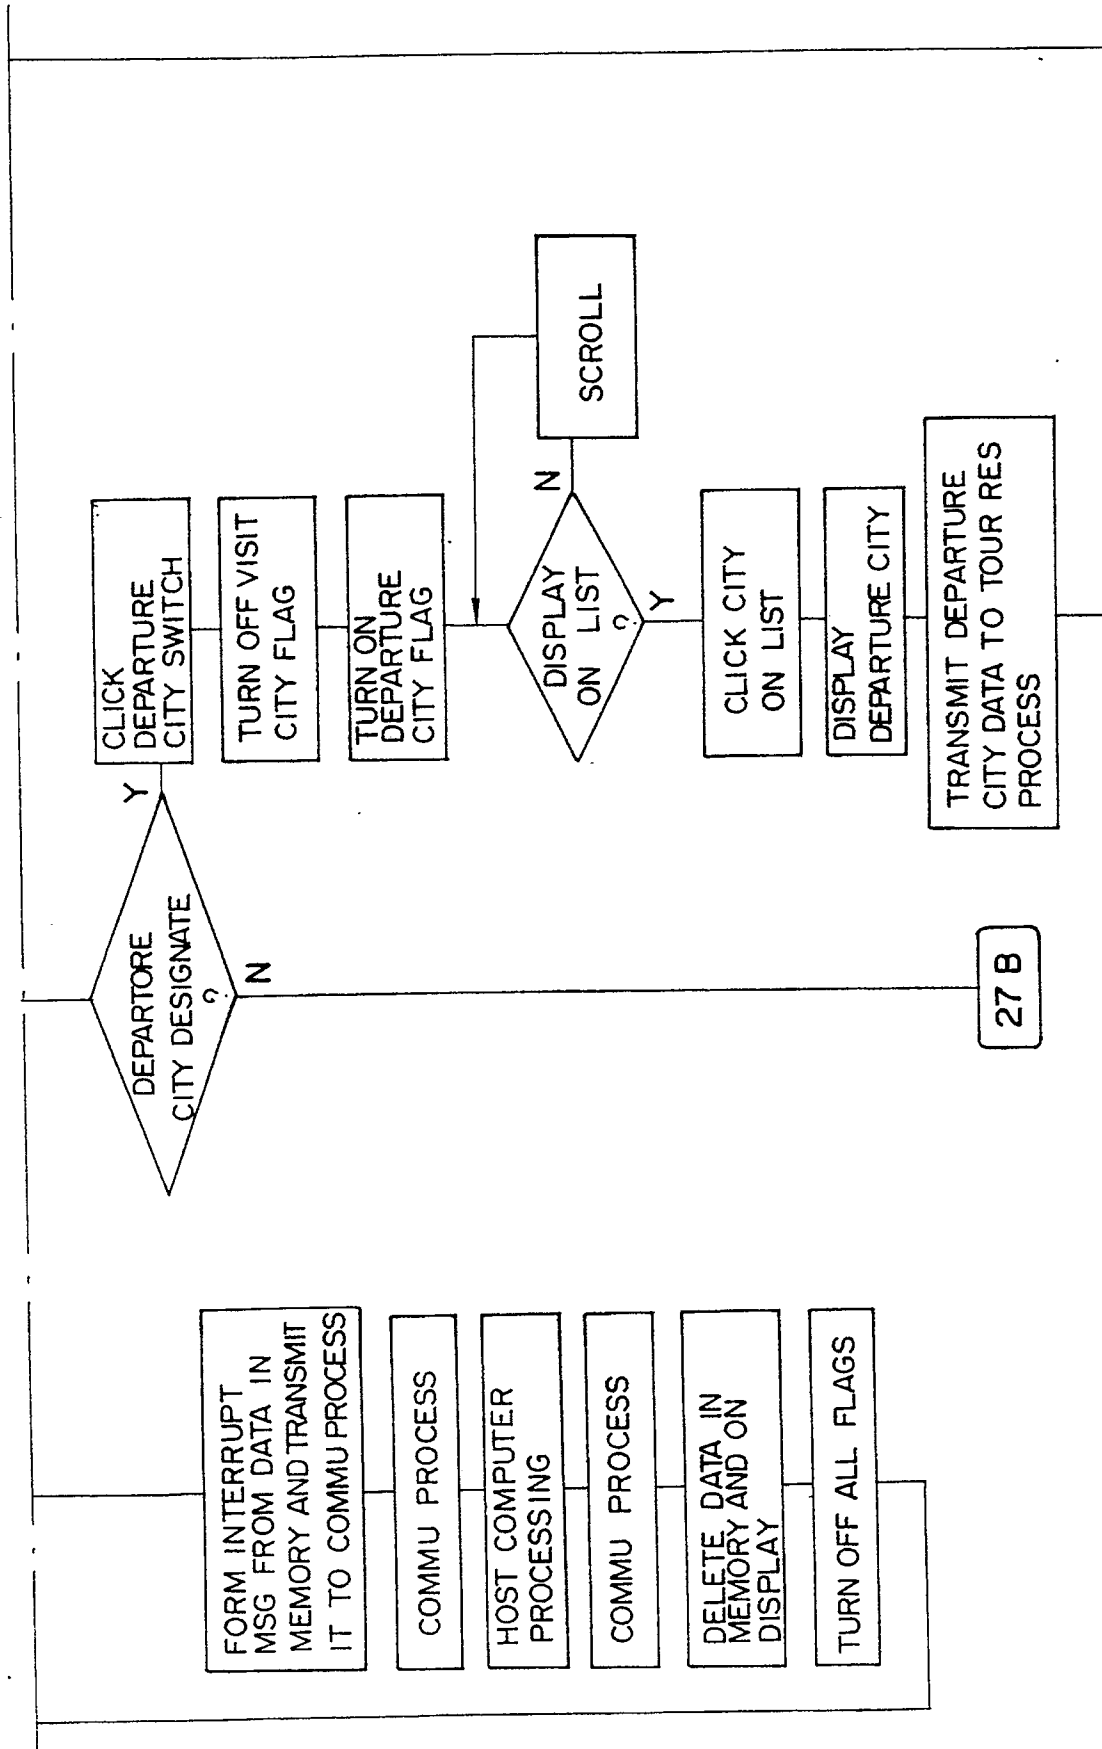 FORM INTERRUPT
MSG FROM DATA IN
MEMORY AND TRANSMIT
IT TO COMMU PROCESS
COMMU PROCESS
HOST COMPUTER
PROCESSING
COMMU PROCESS
DELETE DATA IN
MEMORY AND ON
DISPLAY
TURN OFF ALL FLAGS
DEPARTORE
CITY DESIGNATE
?
Y
N
27 B
CLICK
DEPARTURE
CITY SWITCH
TURN OFF VISIT
CITY FLAG
TURN ON
DEPARTURE
CITY FLAG
DISPLAY
ON LIST
?
N
SCROLL
Y
CLICK CITY
ON LIST
DISPLAY
DEPARTURE CITY
TRANSMIT DEPARTURE
CITY DATA TO TOUR RES
PROCESS